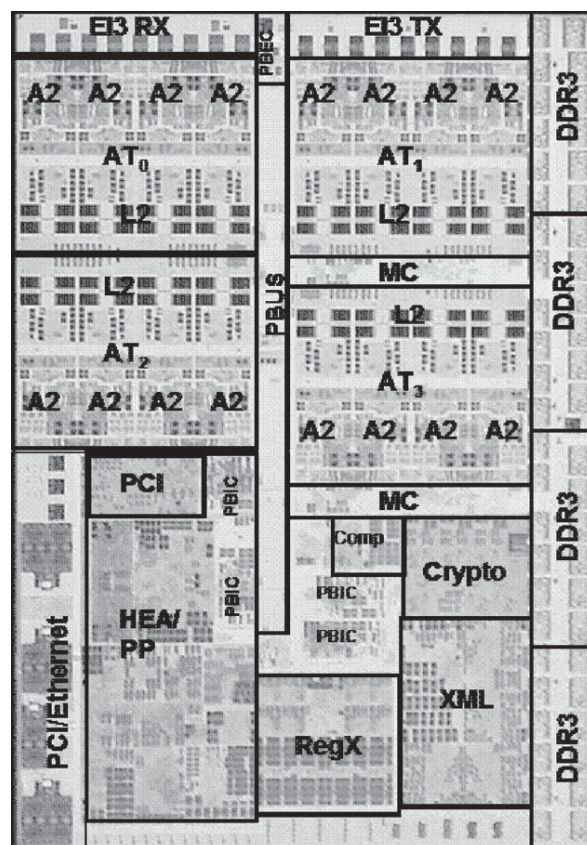 EI3 RX
PBEC
EI3 TX
DDR3
A2 A2 A2 A2
A2 A2 A2 A2
AT0
AT1
L2
L2
PBUS
MC
DDR3
L2
L2
AT2
AT3
A2 A2 A2 A2
A2 A2 A2 A2
PCI
PBIC
MC
DDR3
Comp
Crypto
PBIC
PBIC
HEA/
PP
PBIC
PCI/Ethernet
XML
RegX
DDR3